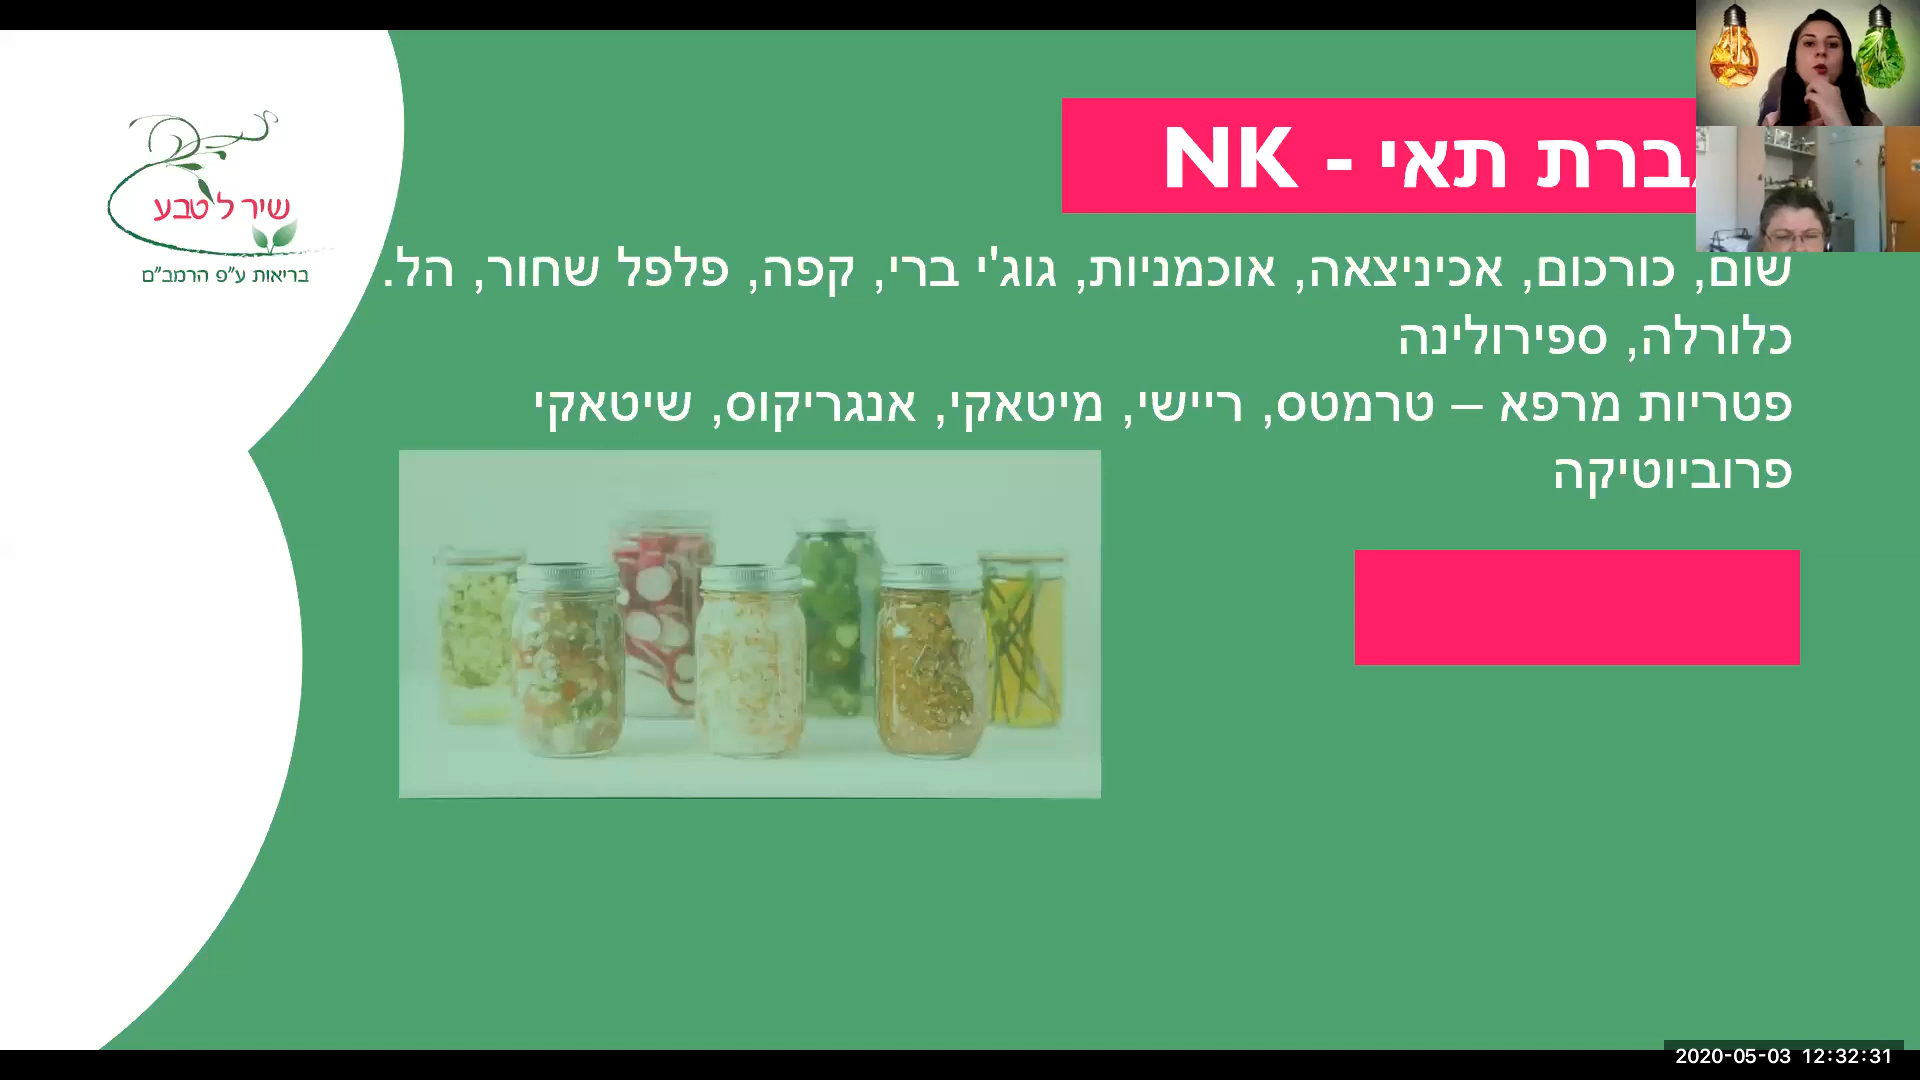 שיר לטבע
בריאות ע״פ הרמב״ם
תאי - NK
שום, כורכום, אכיניצאה, אוכמניות, גוג'י ברי, קפה, פלפל שחור, הל.
כלורלה, ספירולינה
פטריות מרפא – טרמטס, ריישי, מיטאקי, אנגריקוס, שיטאקי
פרוביוטיקה
2020-05-03 12:32:31